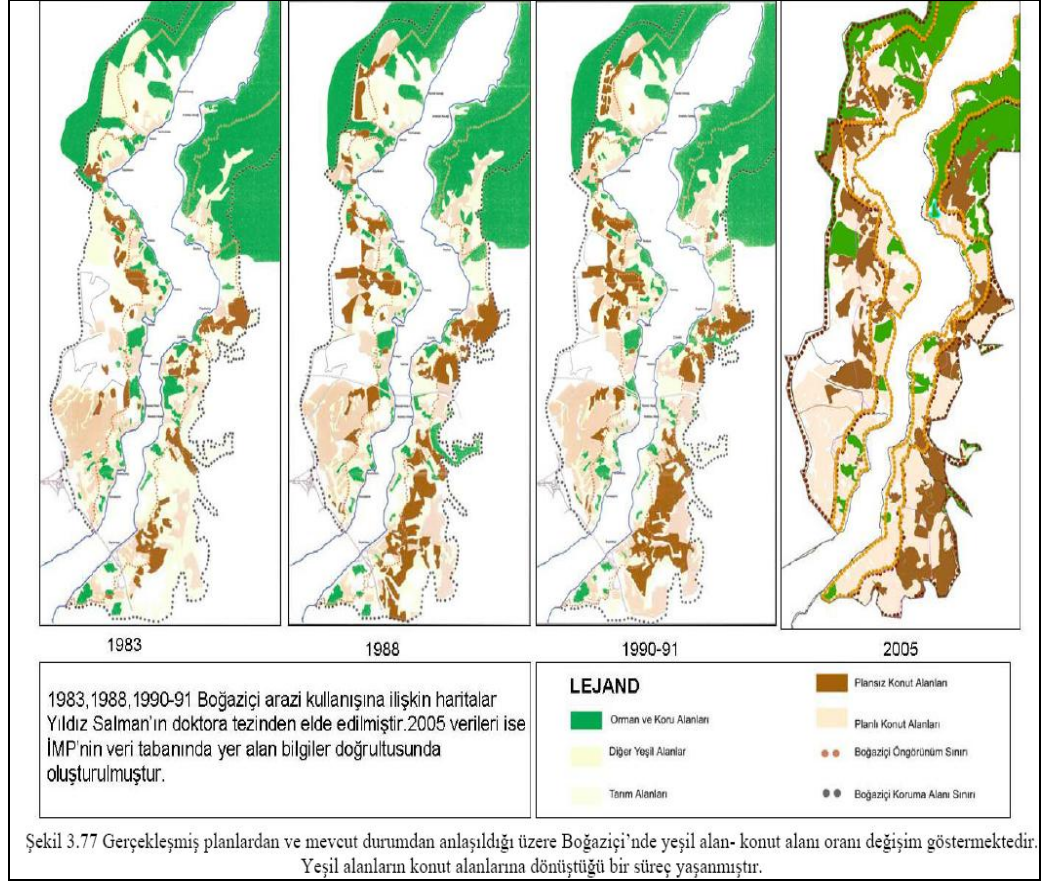 1983
1988
1990-91
2005
1983,1988,1990-91 Boğaziçi arazi kullanışına ilişkin haritalar
Yıldız Salman'ın doktora tezinden elde edilmiştir.2005 verileri ise
İMP'nin veri tabanında yer alan bilgiler doğrultusunda
oluşturulmuştur.
LEJAND
Orman ve Koru Alanları
Diğer Yeşil Alanlar
Tarım Alanları
Plansız Konut Alanları
Planlı Konut Alanları
Boğaziçi Öngörünüm Sınırı
Boğaziçi Koruma Alanı Sınırı
Şekil 3.77 Gerçekleşmiş planlardan ve mevcut durumdan anlaşıldığı üzere Boğaziçi'nde yeşil alan- konut alanı oranı değişim göstermektedir.
Yeşil alanların konut alanlarına dönüştüğü bir süreç yaşanmıştır.